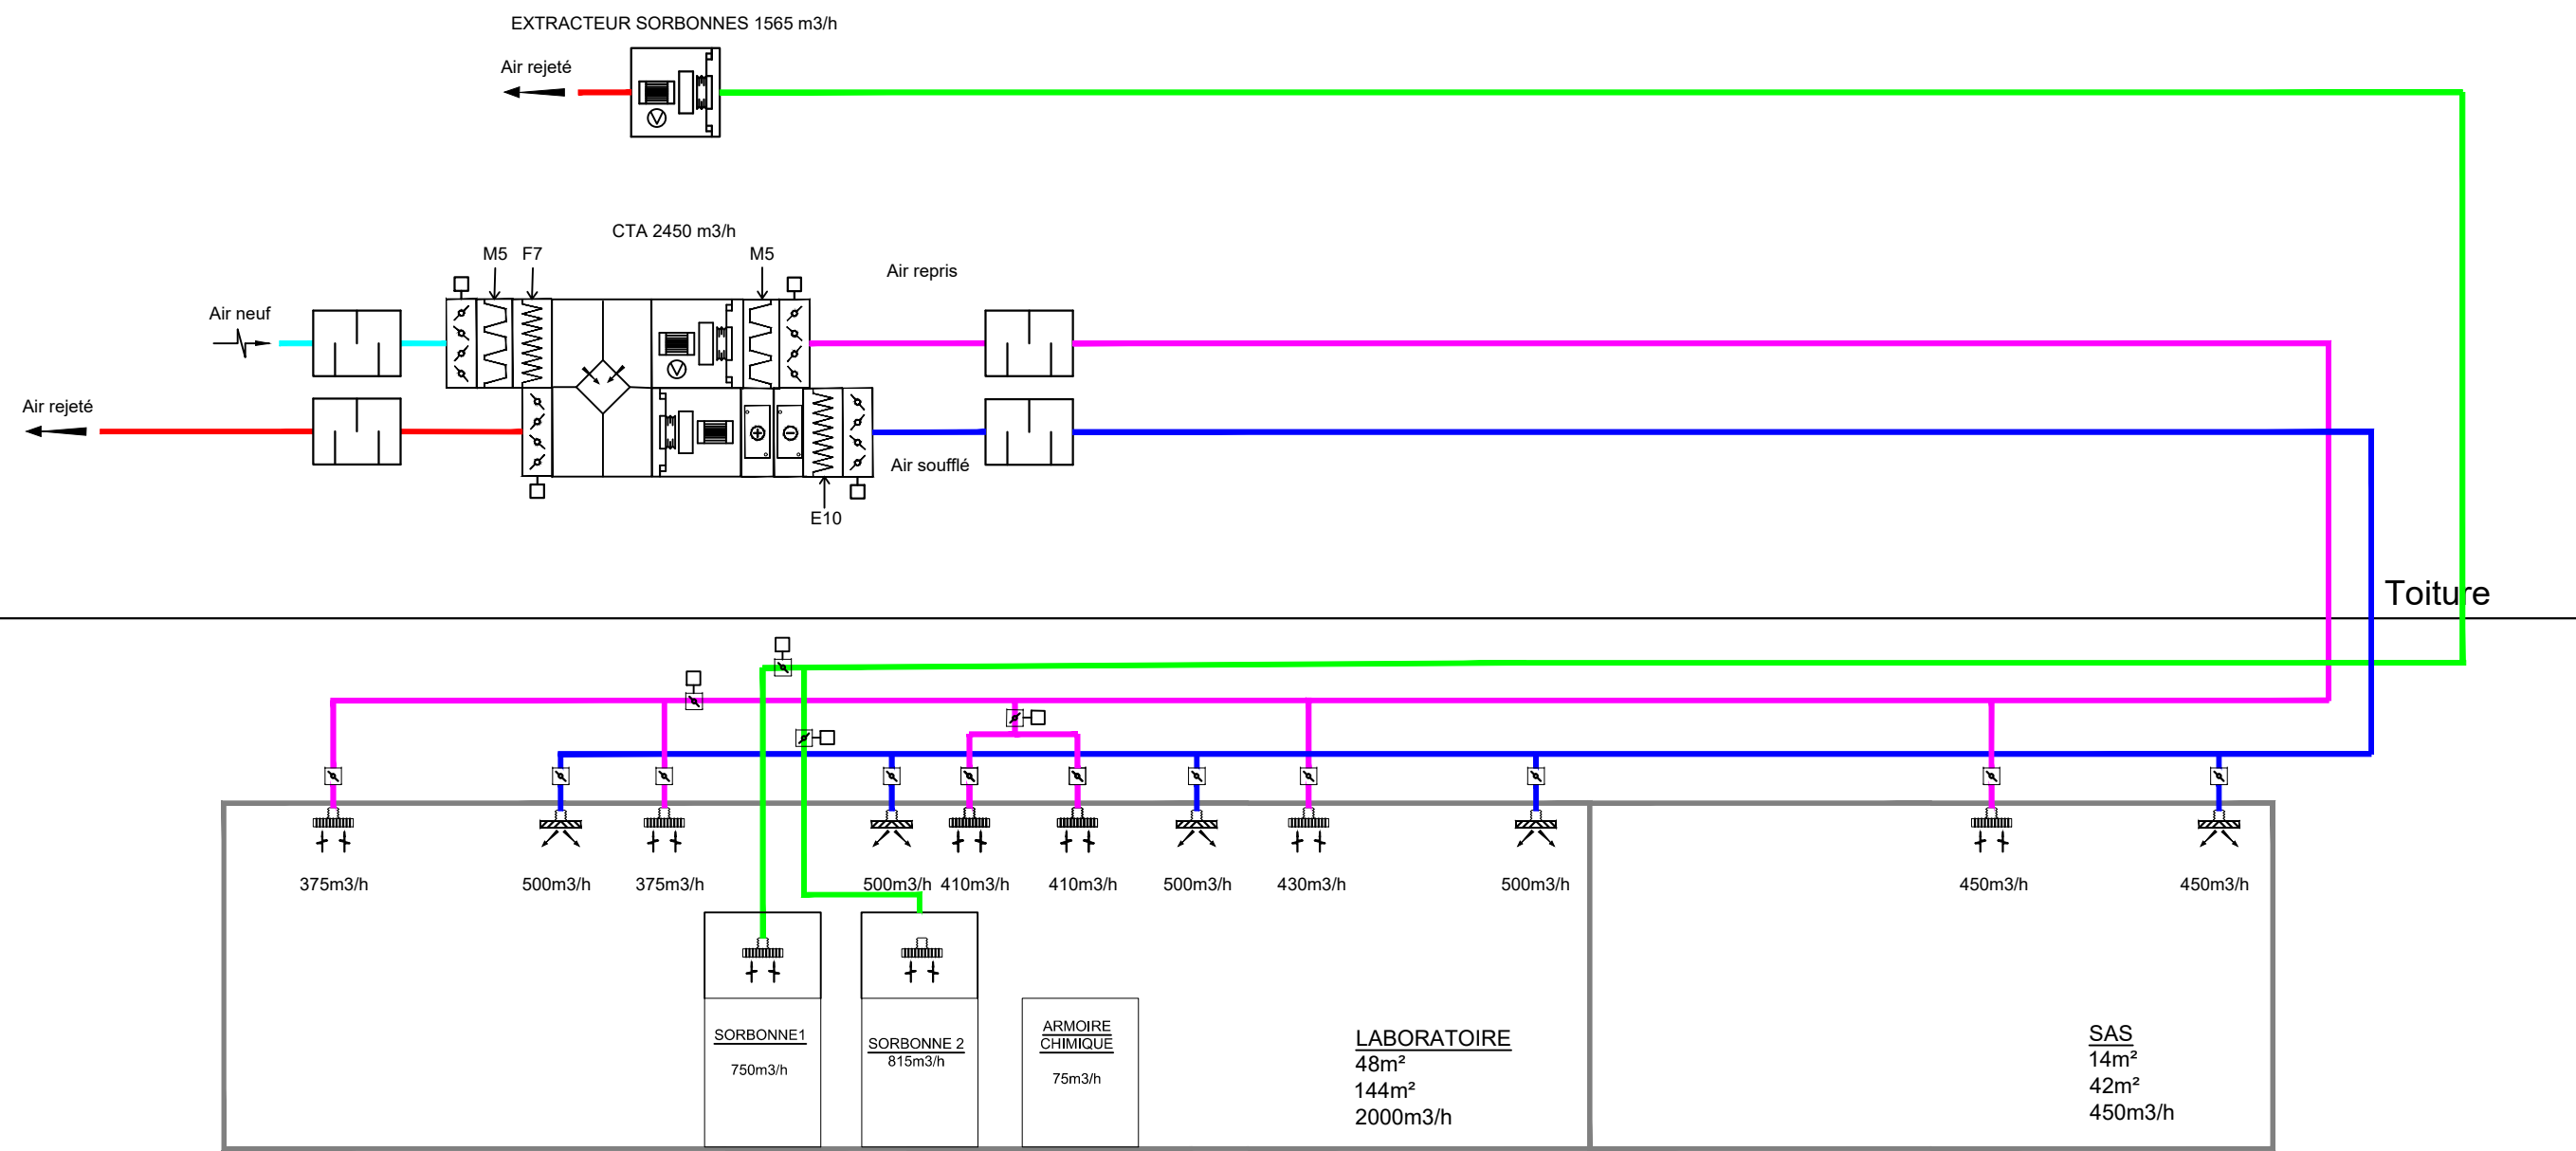 EXTRACTEUR SORBONNES 1565 m3/h
Air rejeté
CTA 2450 m3/h
M5
F7
M5
Air repris
Air neuf
Air rejeté
Air soufflé
E10
Toiture
375m3/h
500m3/h
375m3/h
500m3/h
410m3/h
410m3/h
500m3/h
430m3/h
500m3/h
450m3/h
450m3/h
SORBONNE1
750m3/h
SORBONNE 2
815m3/h
ARMOIRE
CHIMIQUE
75m3/h
LABORATOIRE
48m²
144m²
2000m3/h
SAS
14m²
42m²
450m3/h